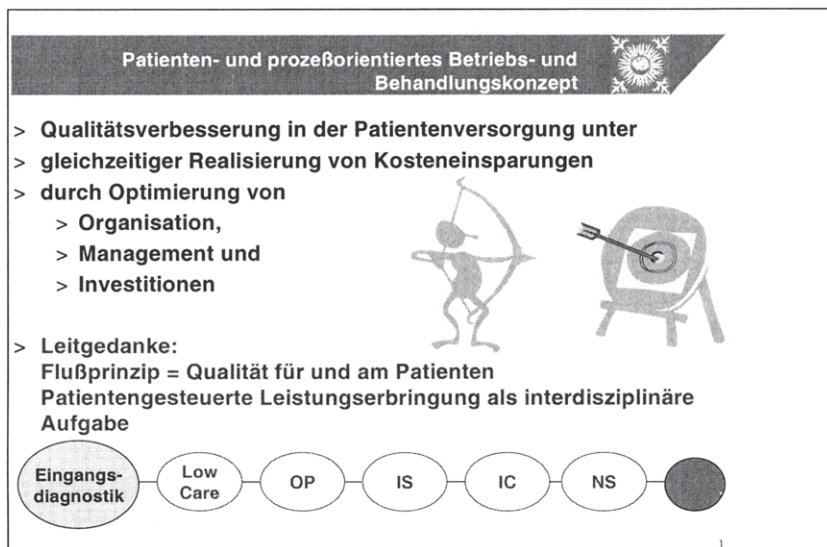 Patienten- und prozeßorientiertes Betriebs- und
Behandlungskonzept
> Qualitätsverbesserung in der Patientenversorgung unter
> gleichzeitiger Realisierung von Kosteneinsparungen
> durch Optimierung von
> Organisation,
> Management und
> Investitionen
> Leitgedanke:
Flußprinzip = Qualität für und am Patienten
Patientengesteuerte Leistungserbringung als interdisziplinäre
Aufgabe
Eingangs-
diagnostik
Low
Care
OP
IS
IC
NS
1